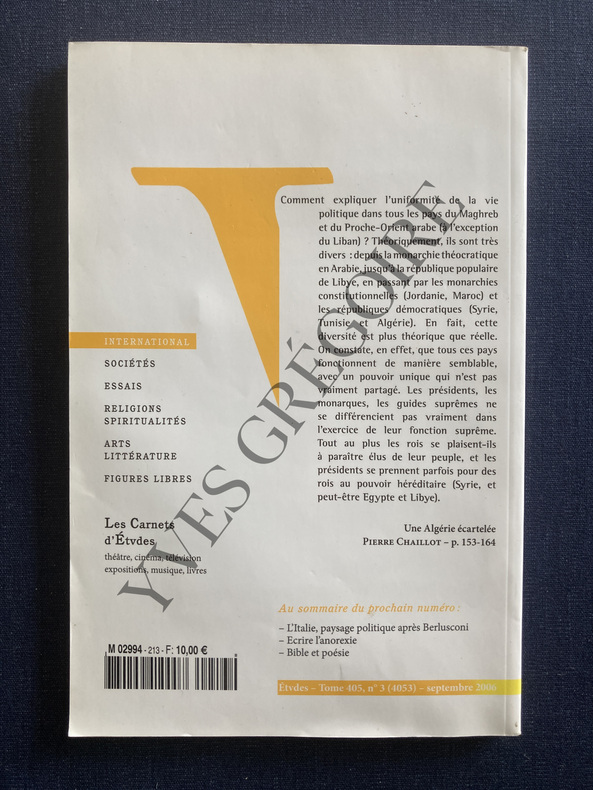 Comment expliquer l'uniformité de la vie
politique dans tous les pays du Maghreb
et du Proche-Orient arabe (à l'exception
du Liban) ? Théoriquement, ils sont très
divers : depuis la monarchie théocratique
en Arabie, jusqu'à la république populaire
de Libye, en passant par les monarchies
constitutionnelles (Jordanie, Maroc) et
les républiques démocratiques (Syrie,
Tunisie et Algérie). En fait, cette
diversité est plus théorique que réelle.
On constate, en effet, que tous ces pays
fonctionnent de manière semblable,
avec un pouvoir unique qui n'est pas
vraiment partagé. Les présidents, les
monarques, les guides suprêmes ne
se différencient pas vraiment dans
l'exercice de leur fonction suprême.
Tout au plus les rois se plaisent-ils
à paraître élus de leur peuple, et les
présidents se prennent parfois pour des
rois au pouvoir héréditaire (Syrie, et
peut-être Egypte et Libye).
Une Algérie écartelée
PIERRE CHAILLOT – p. 153-164
INTERNATIONAL
SOCIÉTÉS
ESSAIS
RELIGIONS
SPIRITUALITÉS
ARTS
LITTÉRATURE
FIGURES LIBRES
Les Carnets
d'Étvdes
théâtre, cinéma, télévision
expositions, musique, livres
Au sommaire du prochain numéro :
– L'Italie, paysage politique après Berlusconi
– Ecrire l'anorexie
– Bible et poésie
M 02994 - 213 - F: 10,00 €
Étvdes – Tome 405, n° 3 (4053) – septembre 2006
YVES GRÉGOIRE